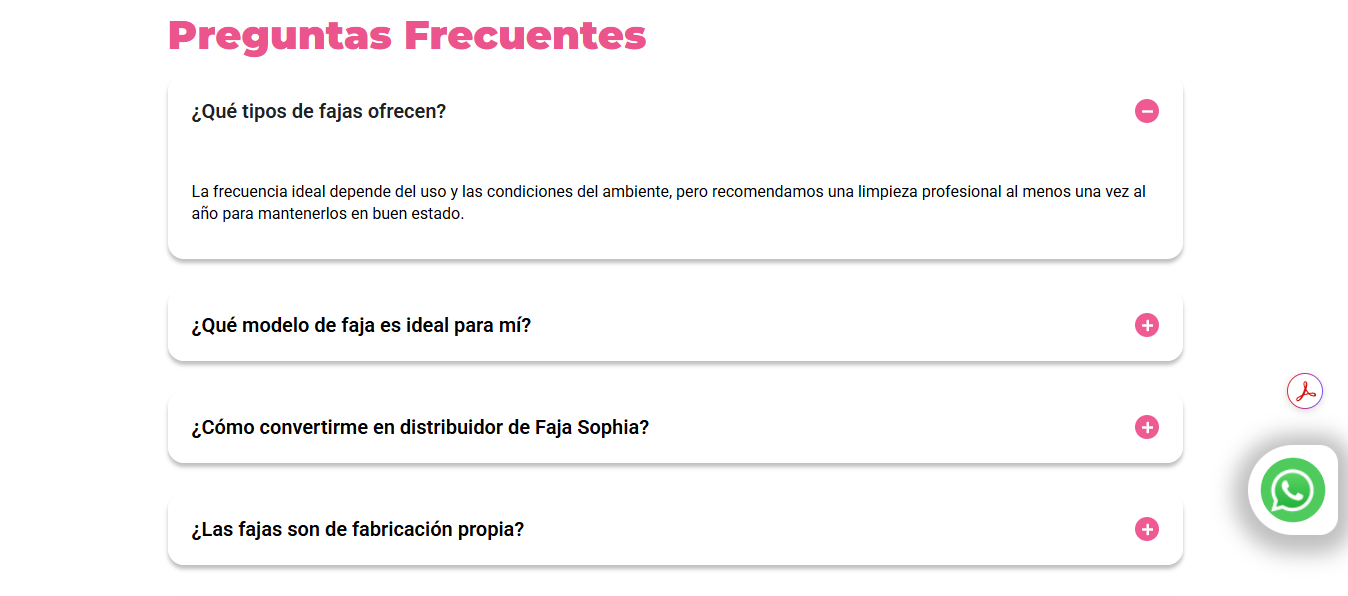 Preguntas Frecuentes
¿Qué tipos de fajas ofrecen?
La frecuencia ideal depende del uso y las condiciones del ambiente, pero recomendamos una limpieza profesional al menos una vez al
año para mantenerlos en buen estado.
¿Qué modelo de faja es ideal para mí?
¿Cómo convertirme en distribuidor de Faja Sophia?
¿Las fajas son de fabricación propia?